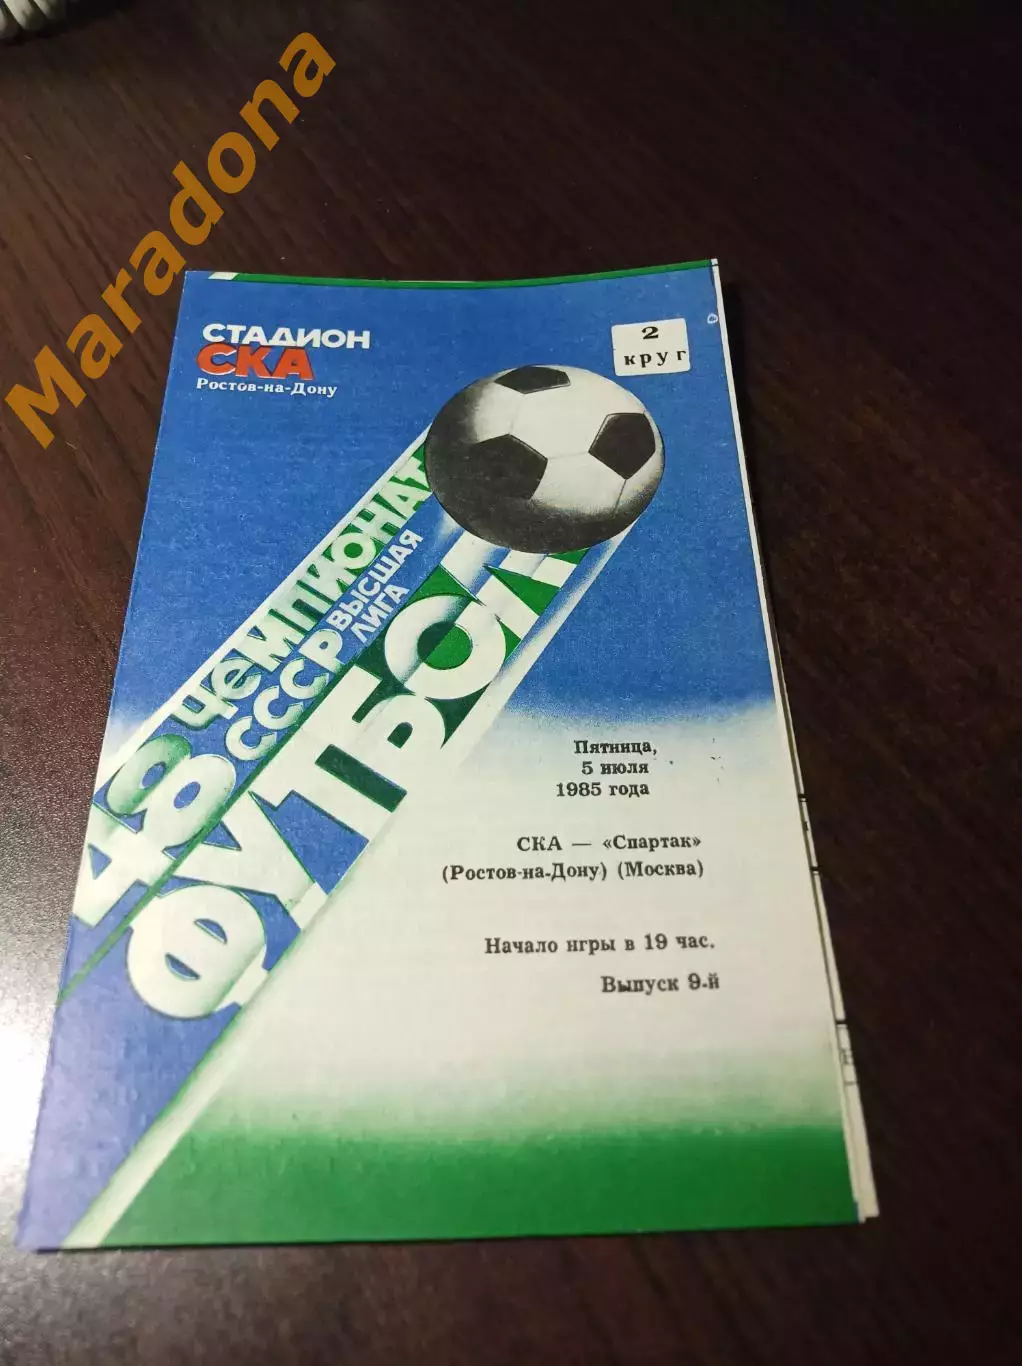 Maradona
СТАДИОН
СКА
Ростов-на-Дону
2
круг
48 ЧЕМПИОНАТ
СССР ВЫСШАЯ
ЛИГА
ФУТБОЛ
Пятница,
5 июля
1985 года
СКА — «Спартак»
(Ростов-на-Дону) (Москва)
Начало игры в 19 час.
Выпуск 9-й